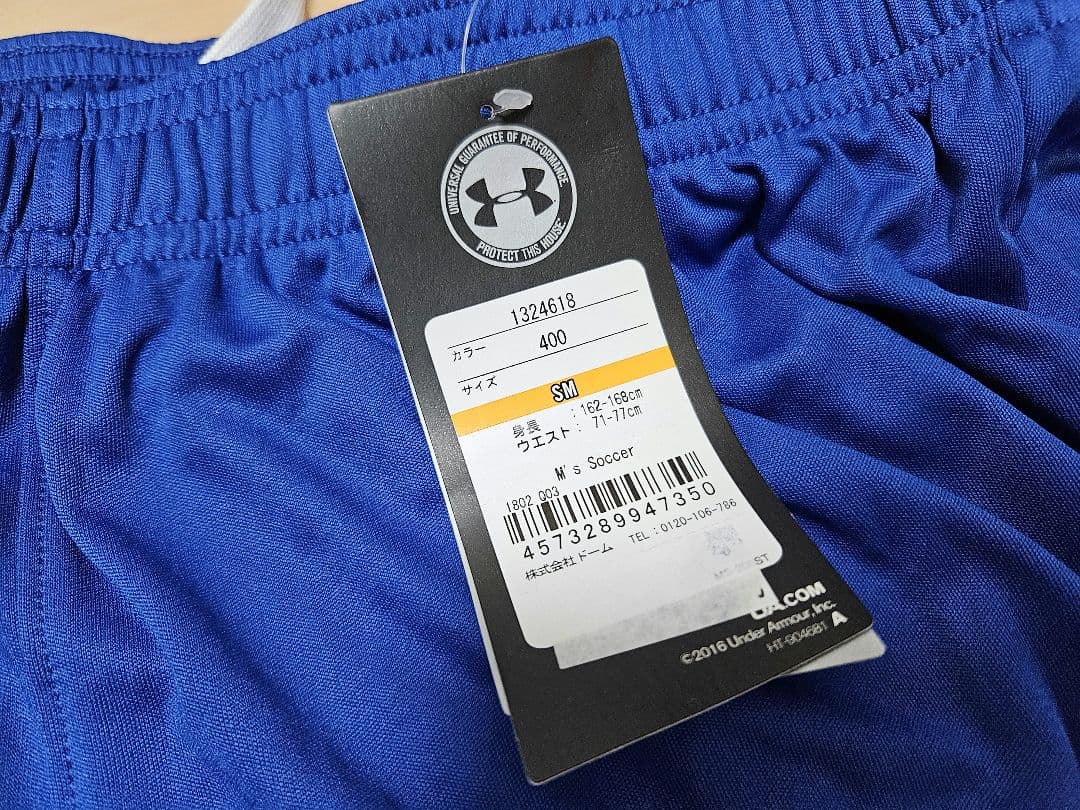 UNIVERSAL GUARANTEE OF PERFORMANCE
PROTECT THIS HOUSE
1324618
カラー 400
サイズ
SM
身長 : 162-168cm
ウエスト : 71-77cm
M's Soccer
1802 003
4573289947350
株式会社ドーム TEL:0120-106-786
UA.COM
©2016 Under Armour, Inc.
HT-904681 A